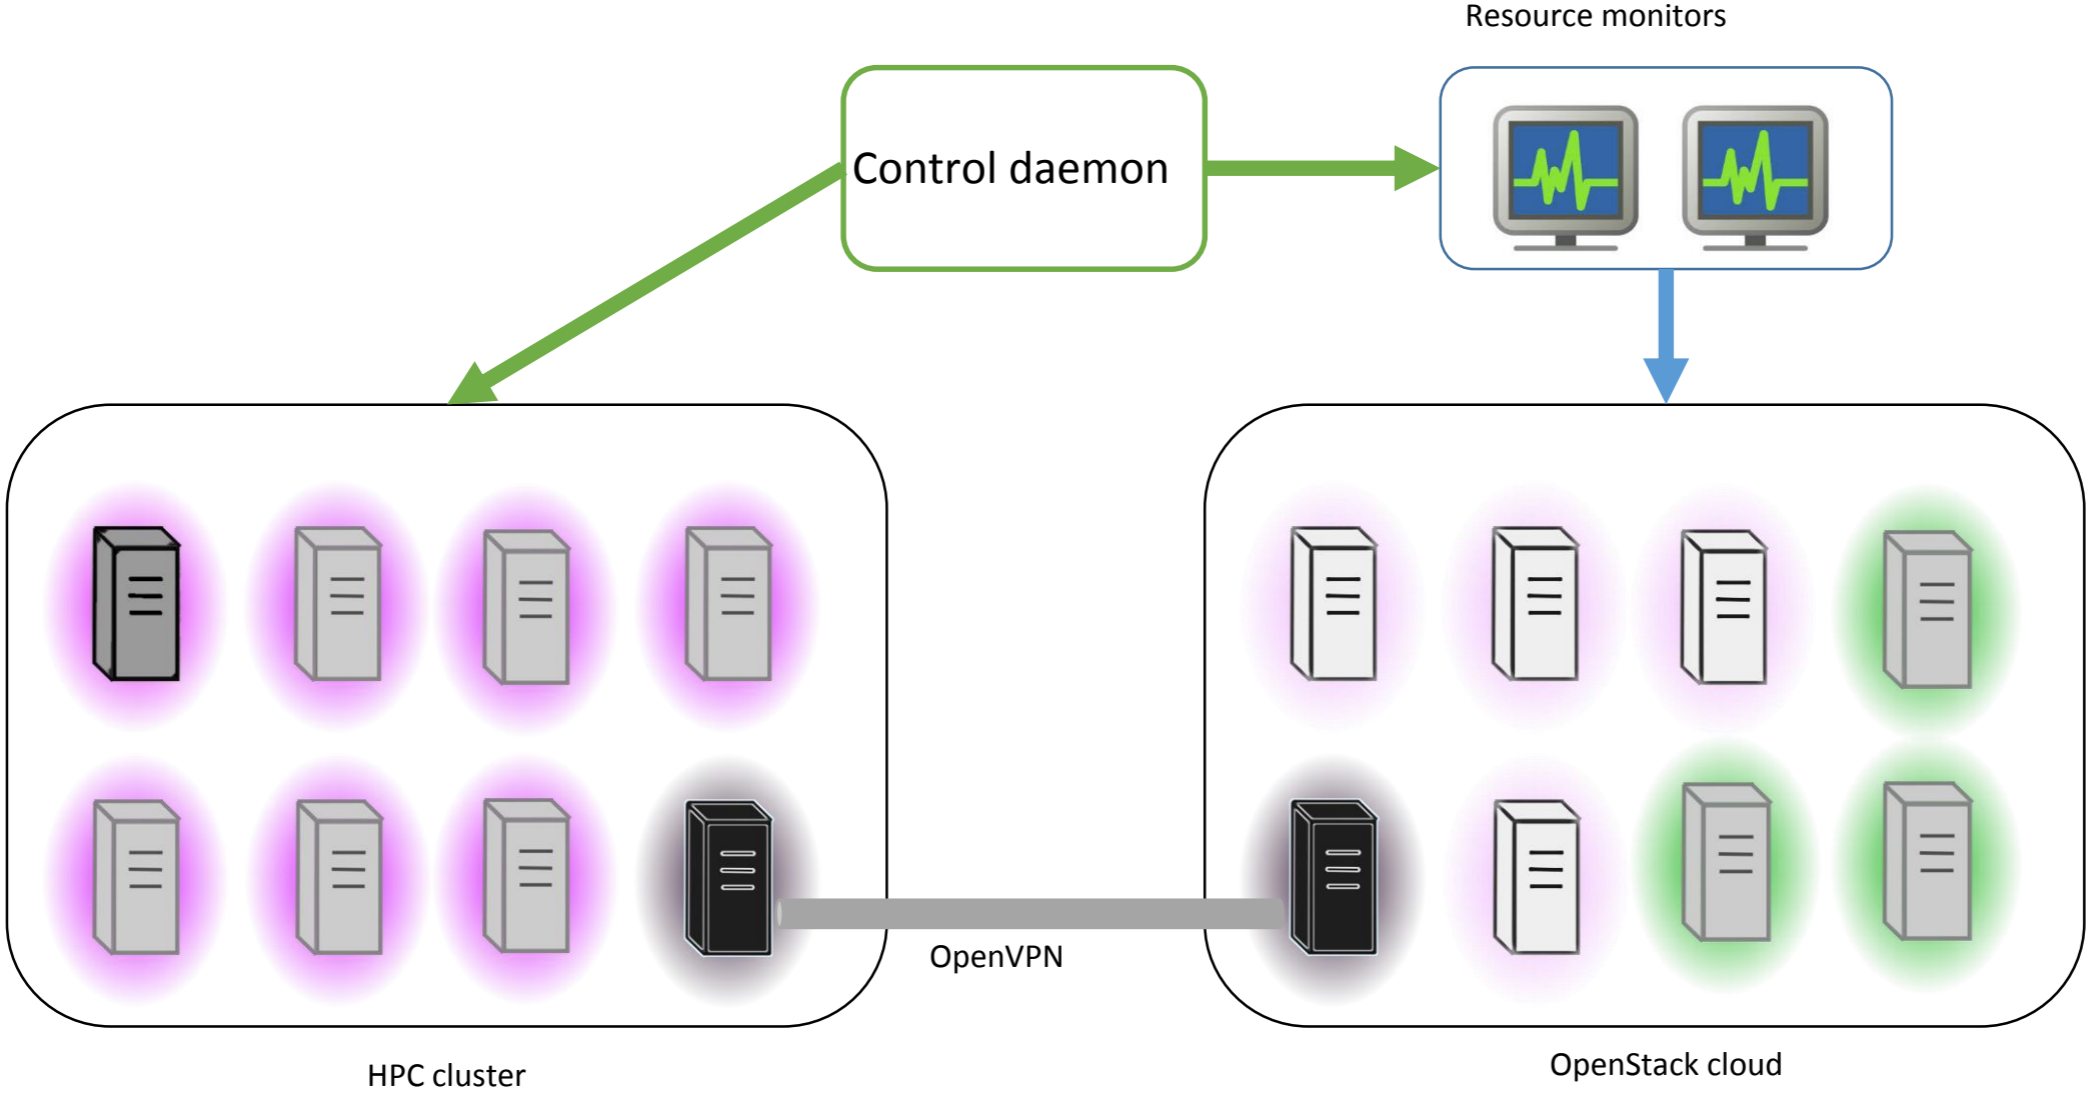 Resource monitors
Control daemon
OpenVPN
HPC cluster
OpenStack cloud